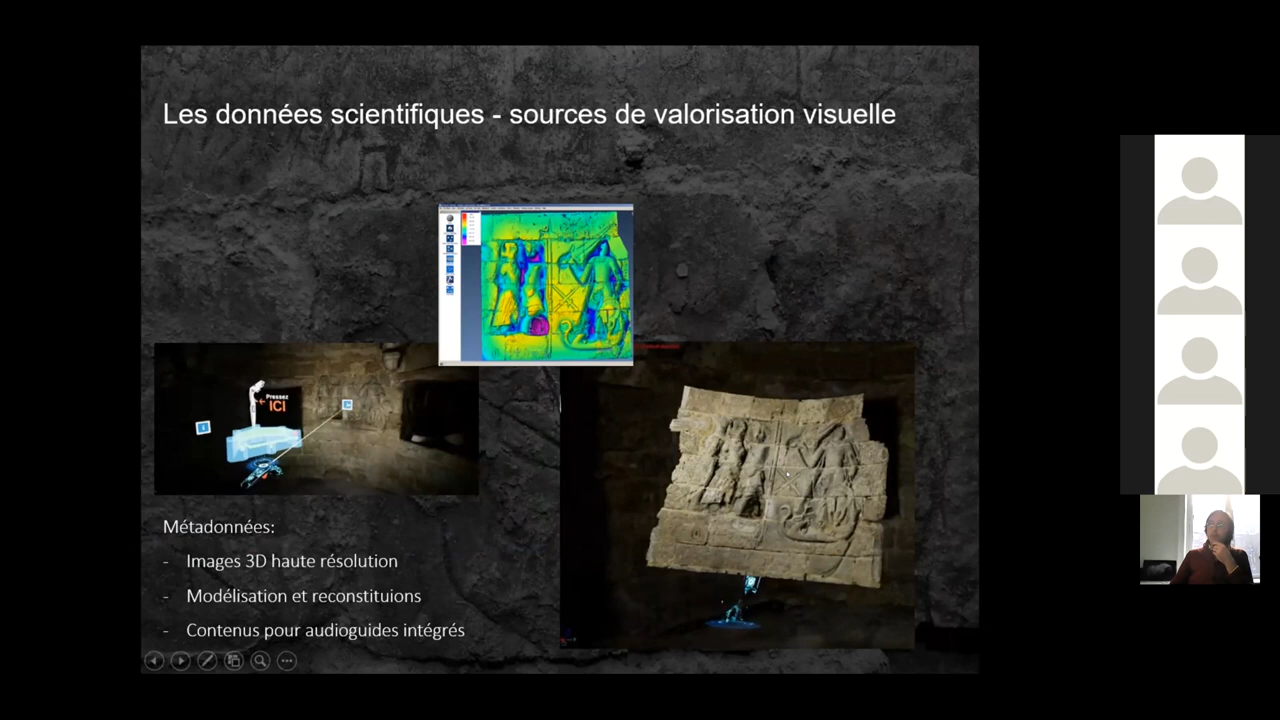 Les données scientifiques - sources de valorisation visuelle
Pressez
ICI
Métadonnées:
- Images 3D haute résolution
- Modélisation et reconstituions
- Contenus pour audioguides intégrés